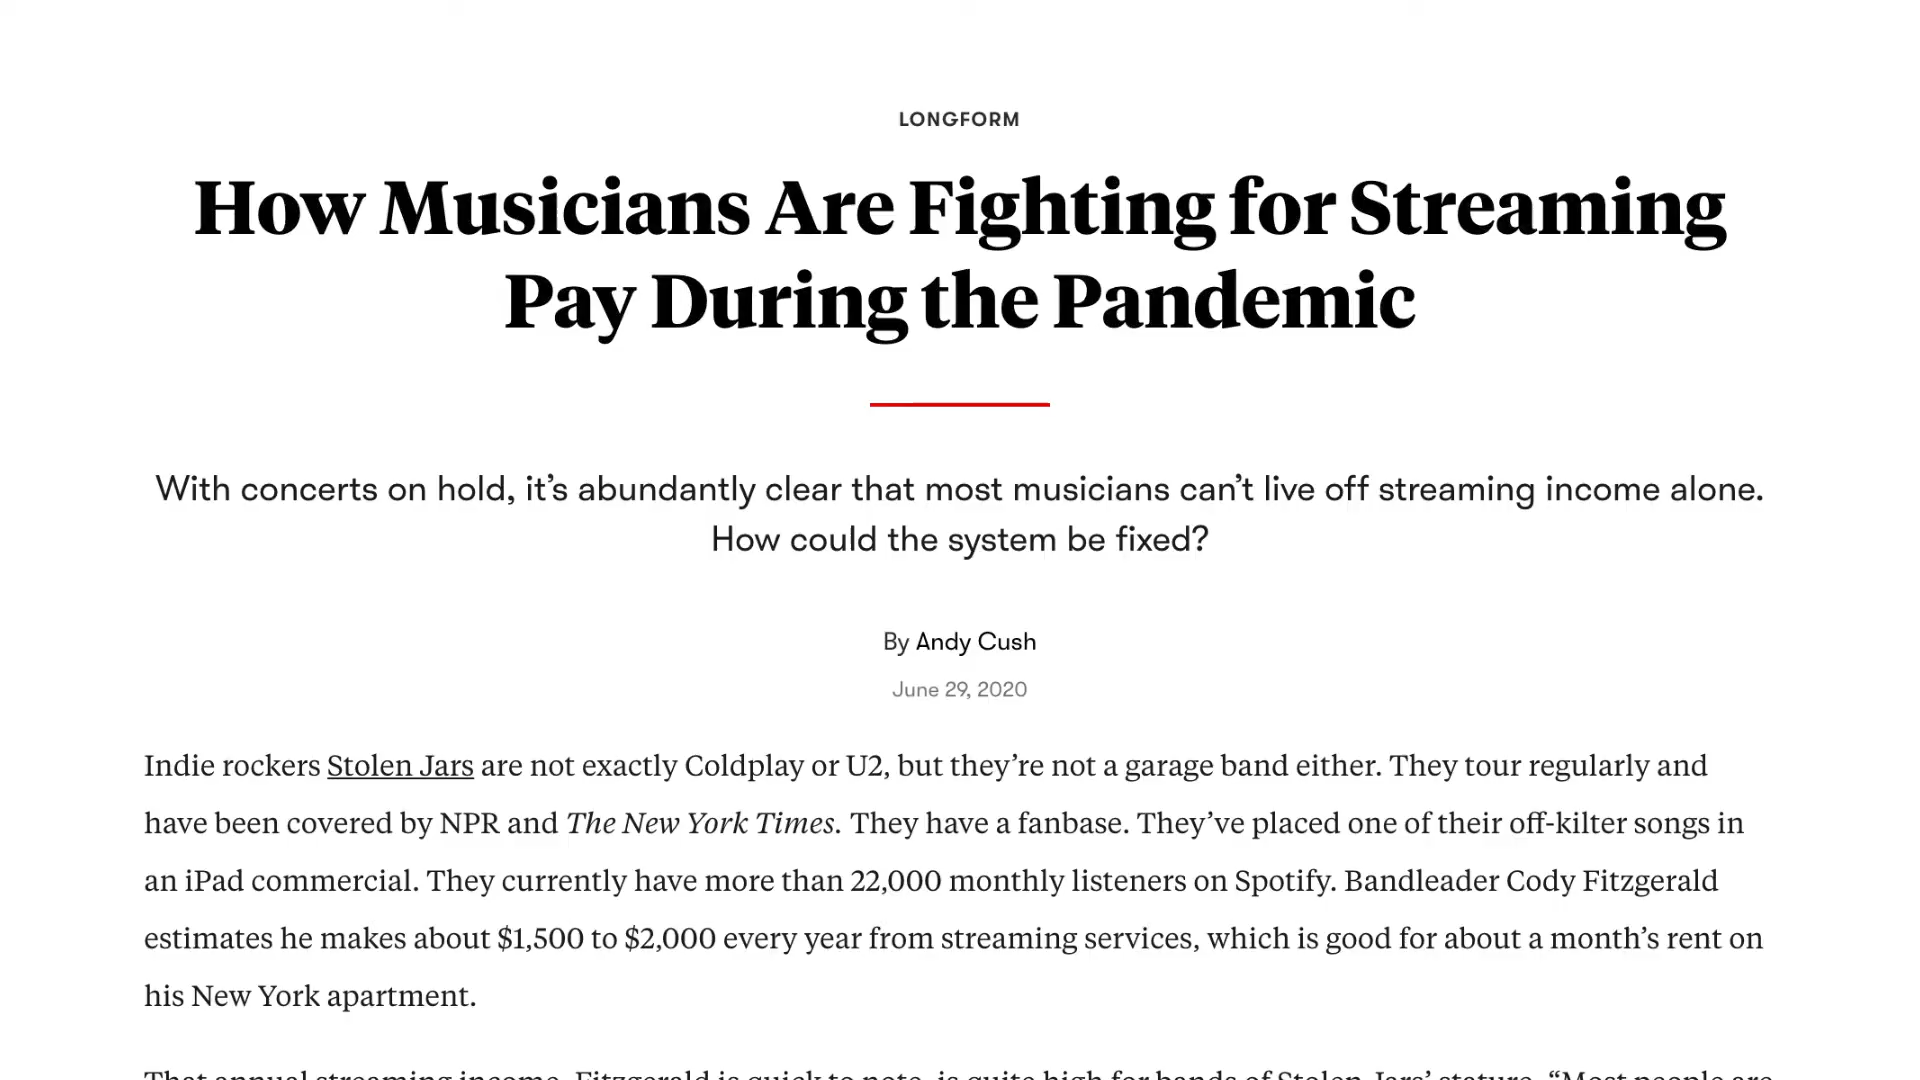 LONGFORM
How Musicians Are Fighting for Streaming
Pay During the Pandemic
With concerts on hold, it’s abundantly clear that most musicians can’t live off streaming income alone.
How could the system be fixed?
By Andy Cush
June 29, 2020
Indie rockers Stolen Jars are not exactly Coldplay or U2, but they’re not a garage band either. They tour regularly and
have been covered by NPR and The New York Times. They have a fanbase. They’ve placed one of their off-kilter songs in
an iPad commercial. They currently have more than 22,000 monthly listeners on Spotify. Bandleader Cody Fitzgerald
estimates he makes about $1,500 to $2,000 every year from streaming services, which is good for about a month’s rent on
his New York apartment.
That annual streaming income, Fitzgerald is quick to note, is quite high for bands of Stolen Jars’ stature. “Most people are